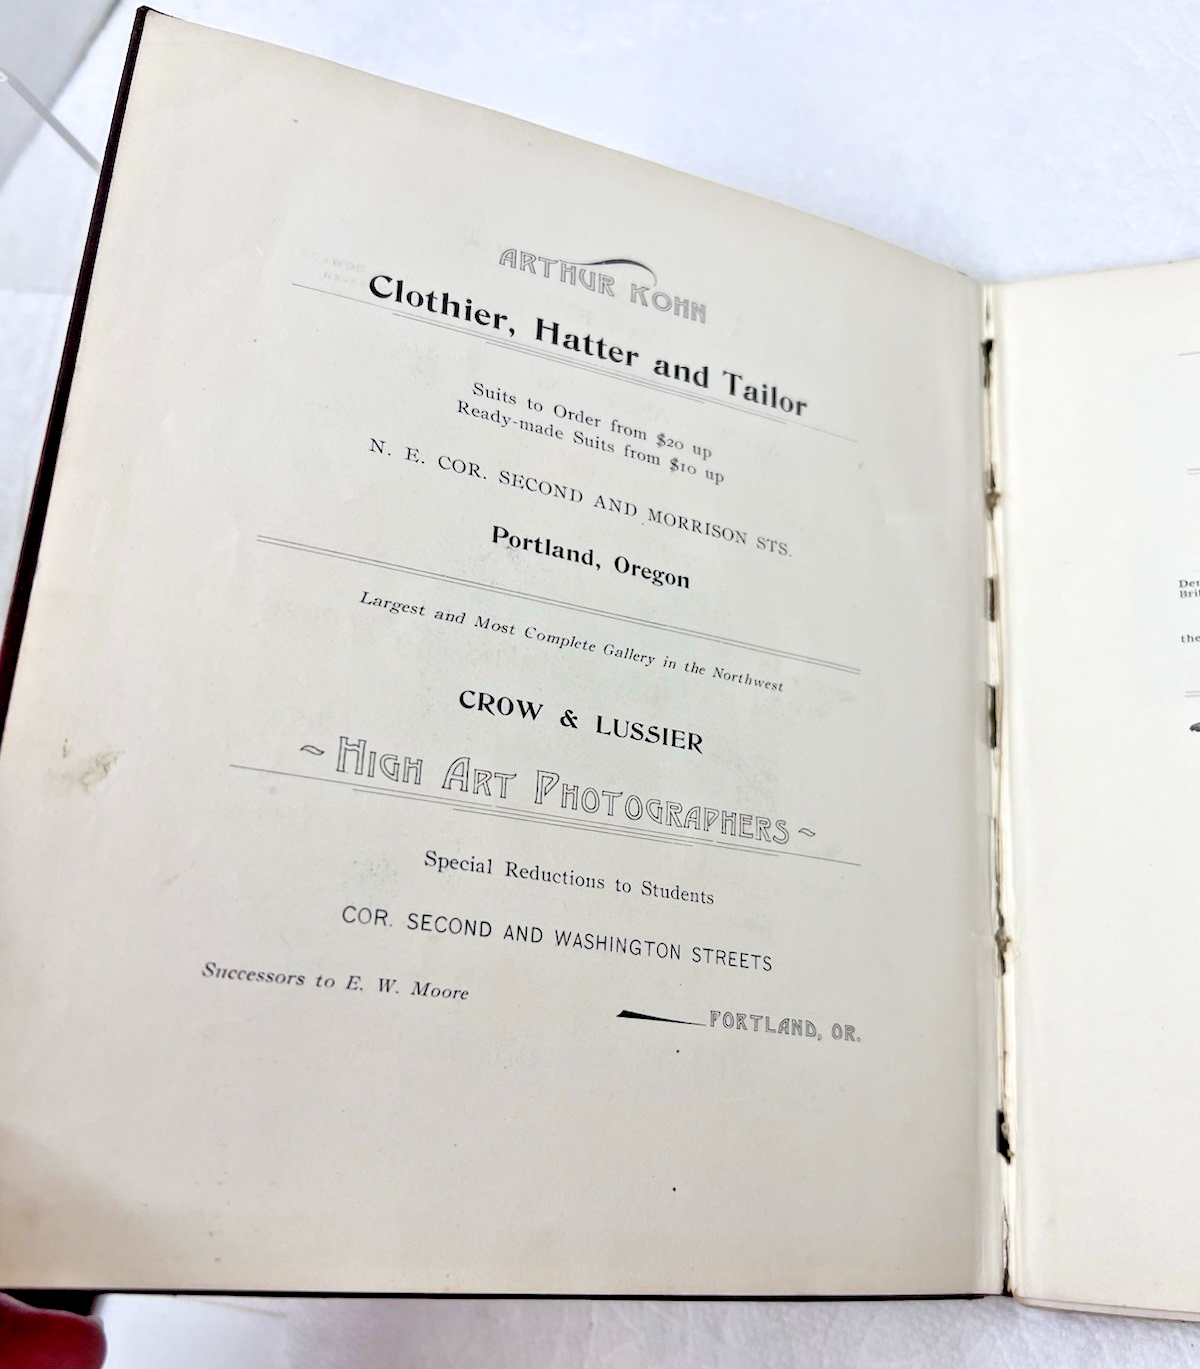 ARTHUR KOHN
Clothier, Hatter and Tailor
Suits to Order from $20 up
Ready-made Suits from $10 up
N. E. COR. SECOND AND MORRISON STS.
Portland, Oregon
Largest and Most Complete Gallery in the Northwest
CROW & LUSSIER
~ HIGH ART PHOTOGRAPHERS ~
Special Reductions to Students
COR. SECOND AND WASHINGTON STREETS
Successors to E. W. Moore
PORTLAND, OR.
the